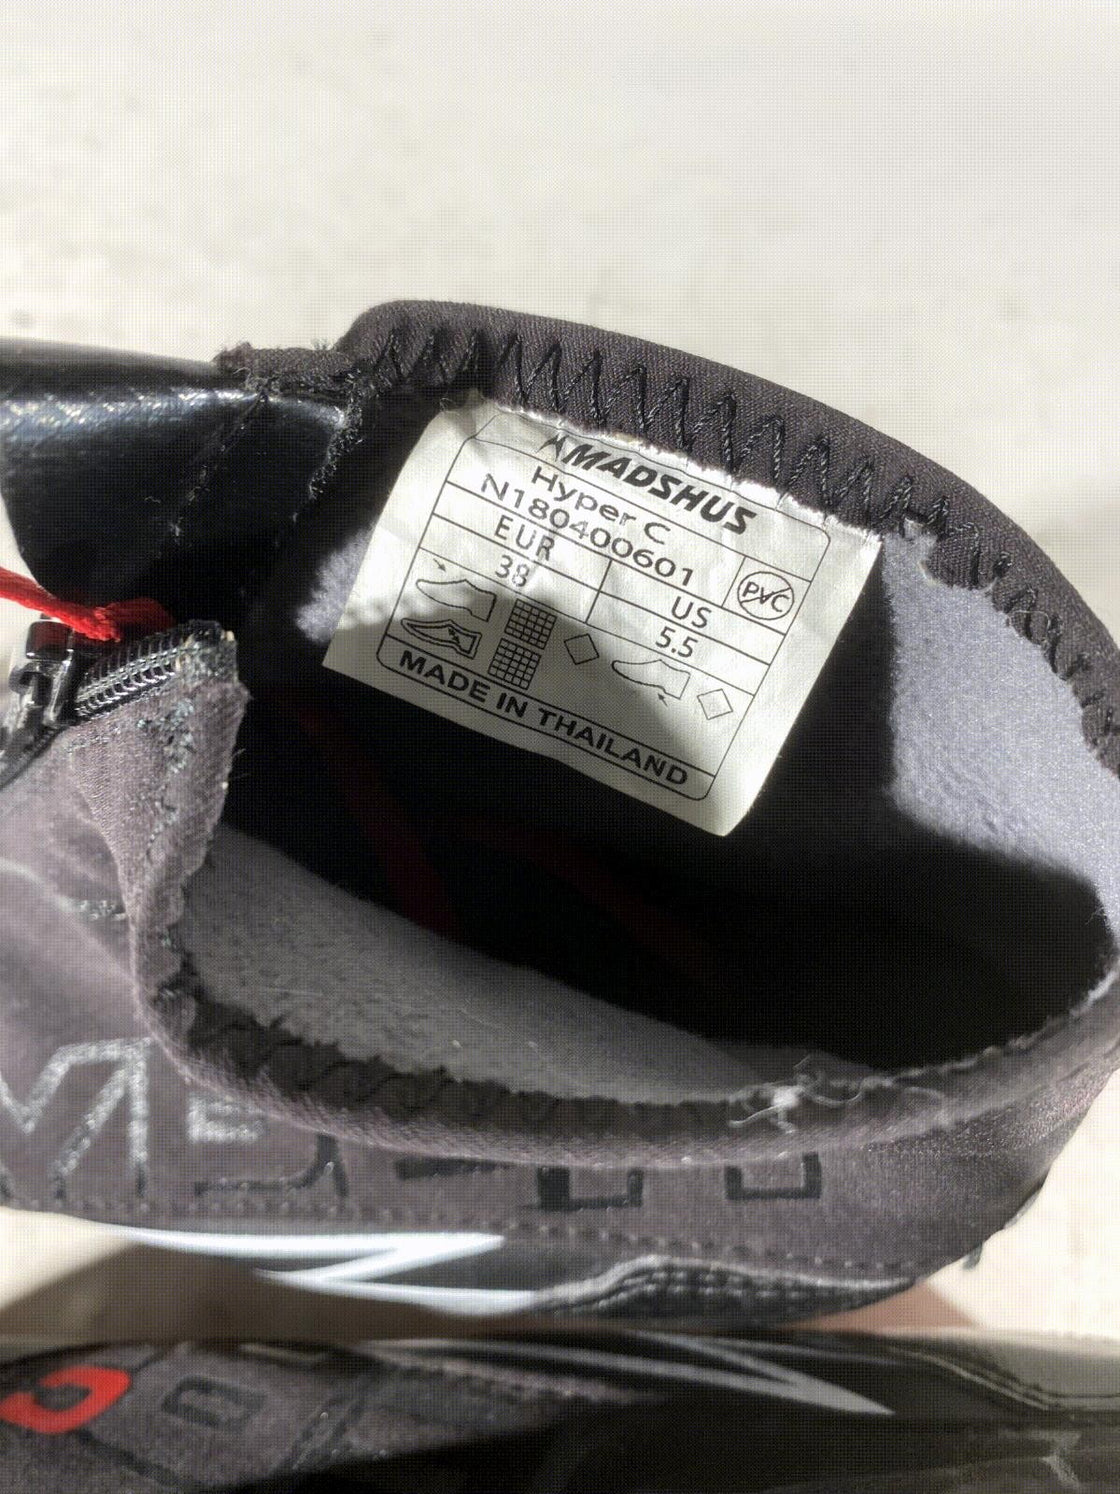 MADSHUS
Hyper C
N180400601
PVC
EUR US
38 5.5
MADE IN THAILAND